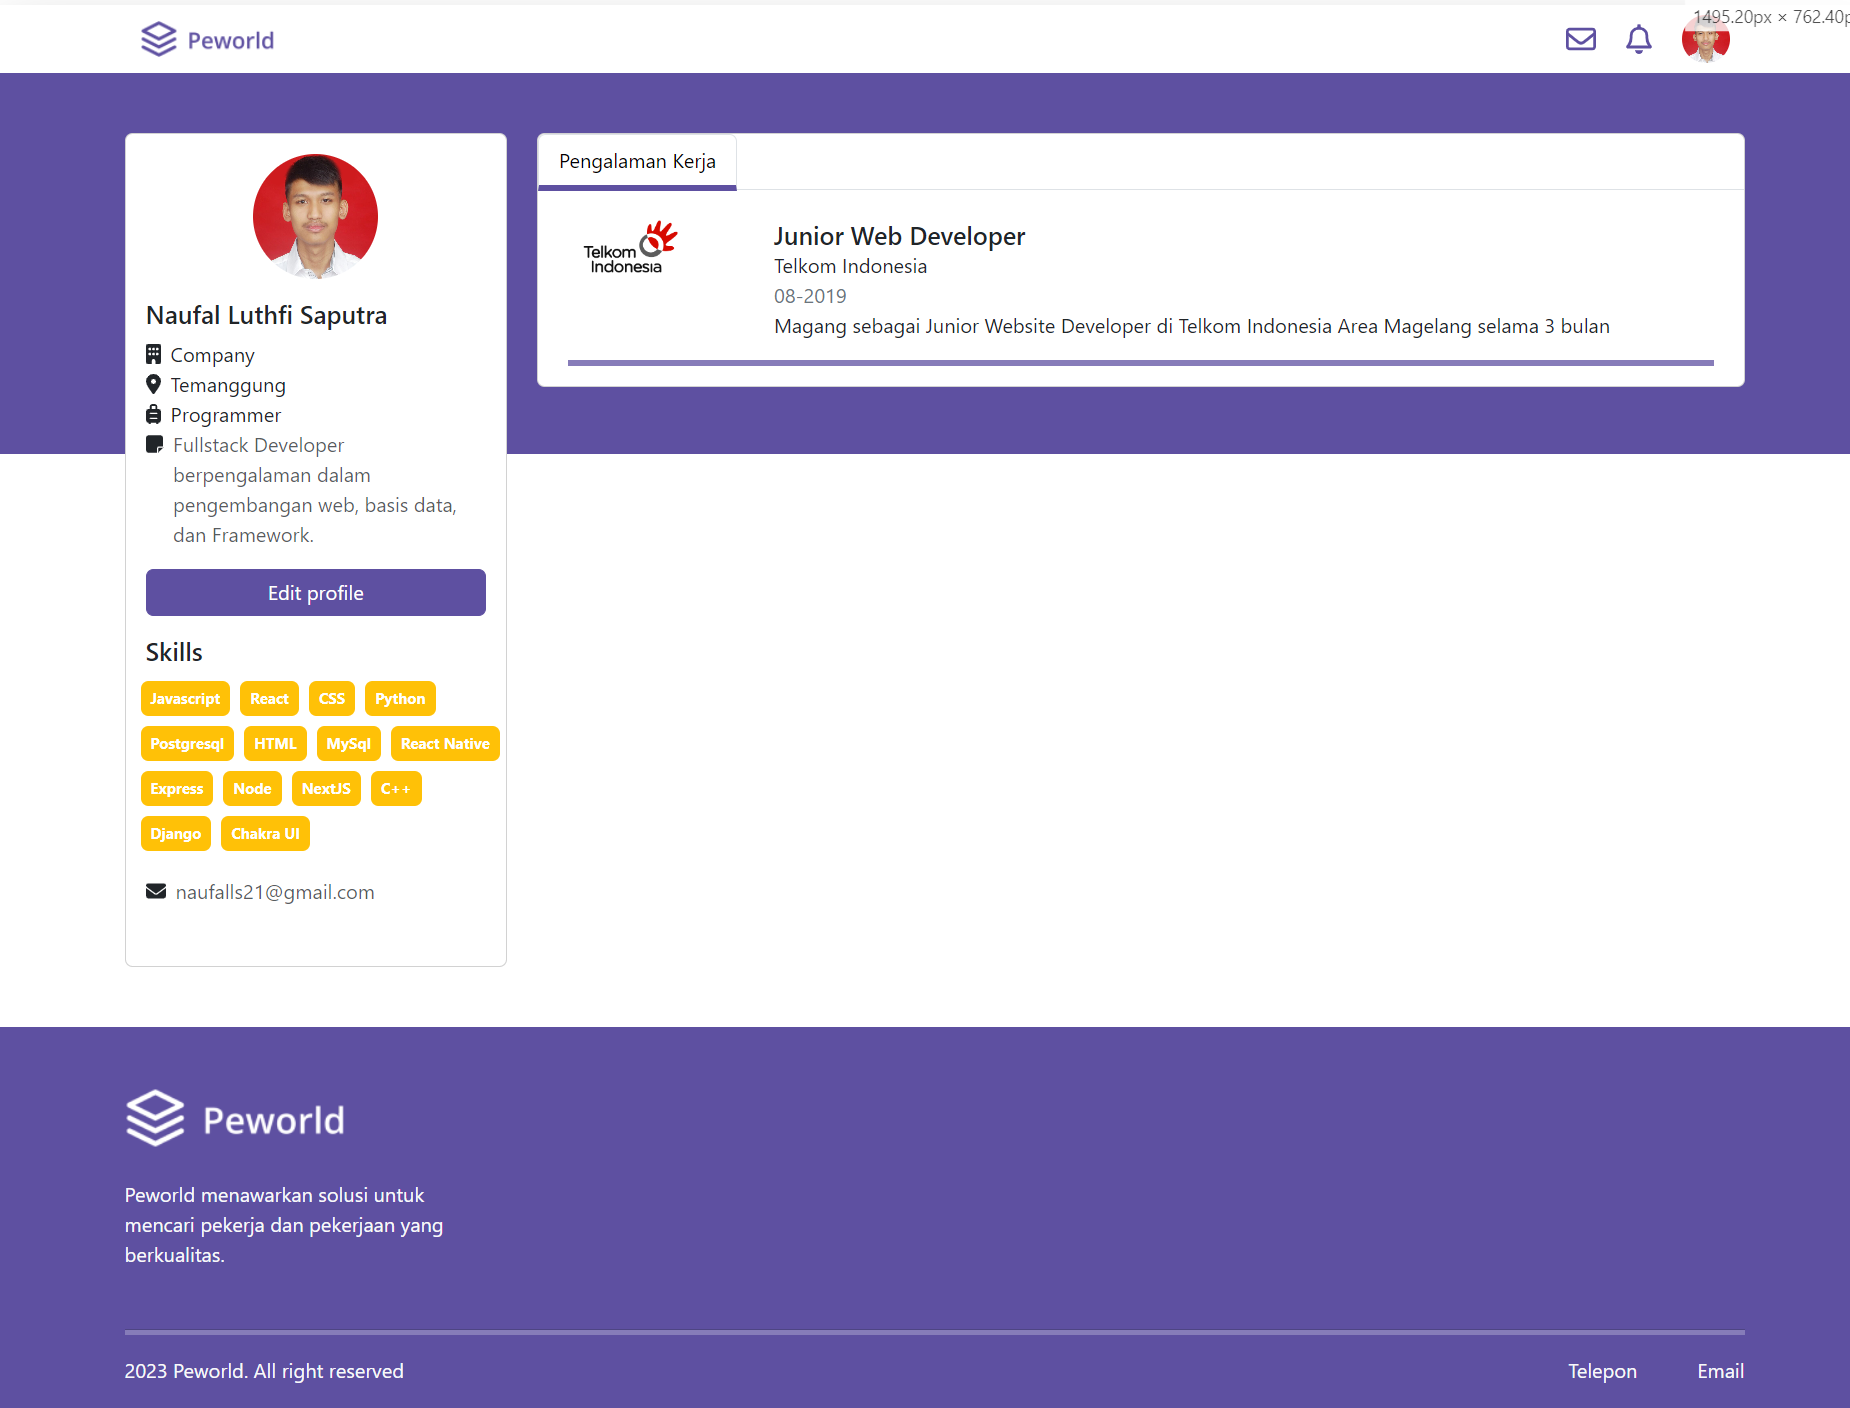 Peworld
1495.20px × 762.40p
Pengalaman Kerja
Telkom
Indonesia
Junior Web Developer
Telkom Indonesia
08-2019
Magang sebagai Junior Website Developer di Telkom Indonesia Area Magelang selama 3 bulan
Naufal Luthfi Saputra
Company
Temanggung
Programmer
Fullstack Developer
berpengalaman dalam
pengembangan web, basis data,
dan Framework.
Edit profile
Skills
Javascript React CSS Python
Postgresql HTML MySql React Native
Express Node NextJS C++
Django Chakra UI
naufalls21@gmail.com
Peworld
Peworld menawarkan solusi untuk
mencari pekerja dan pekerjaan yang
berkualitas.
2023 Peworld. All right reserved
Telepon Email